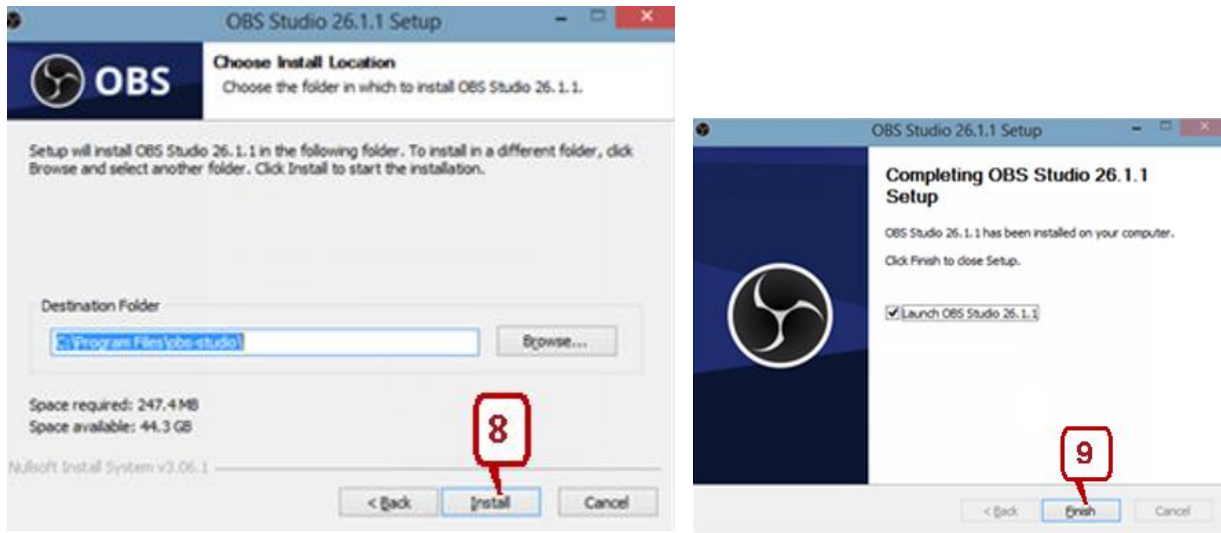 OBS Studio 26.1.1 Setup
OBS
Choose Install Location
Choose the folder in which to install OBS Studio 26.1.1.
Setup will install OBS Studio 26.1.1 in the following folder. To install in a different folder, click
Browse and select another folder. Click Install to start the installation.
Destination Folder
C:\Program Files\obs-studio\
Browse...
Space required: 247.4 MB
Space available: 44.3 GB
8
Nullsoft Install System v3.06.1
< Back
Install
Cancel
OBS Studio 26.1.1 Setup
Completing OBS Studio 26.1.1
Setup
OBS Studio 26.1.1 has been installed on your computer.
Click Finish to close Setup.
Launch OBS Studio 26.1.1
9
< Back
Finish
Cancel